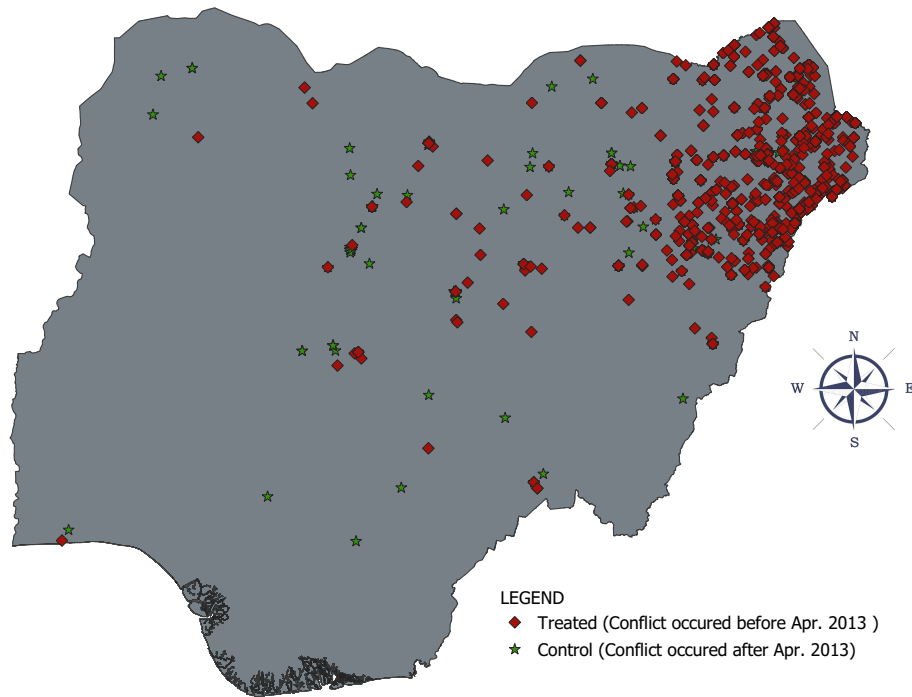 N
W E
S
LEGEND
Treated (Conflict occured before Apr. 2013 )
Control (Conflict occured after Apr. 2013)